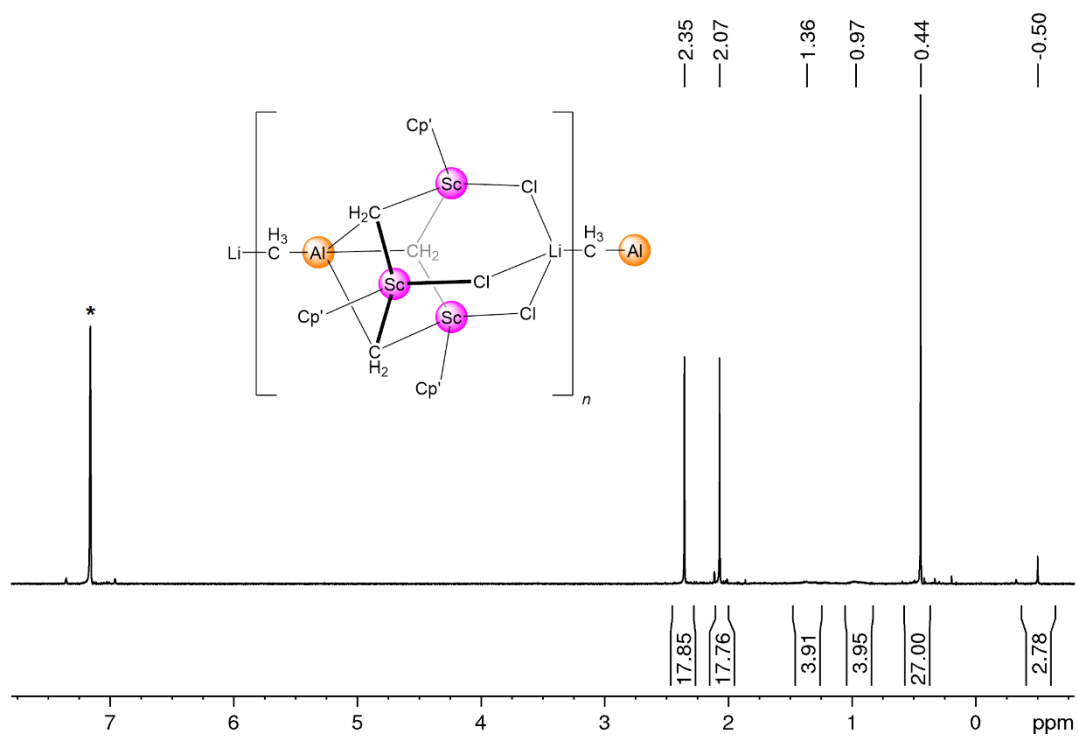 2.35
2.07
1.36
0.97
0.44
-0.50
Cp'
Sc
Cl
H2C
CH2
H3
Li
C
Al
Li
H3
C
Al
Sc
Cl
Cp'
Sc
Cl
C
H2
Cp'
n
*
17.85
17.76
3.91
3.95
27.00
2.78
7
6
5
4
3
2
1
0
ppm